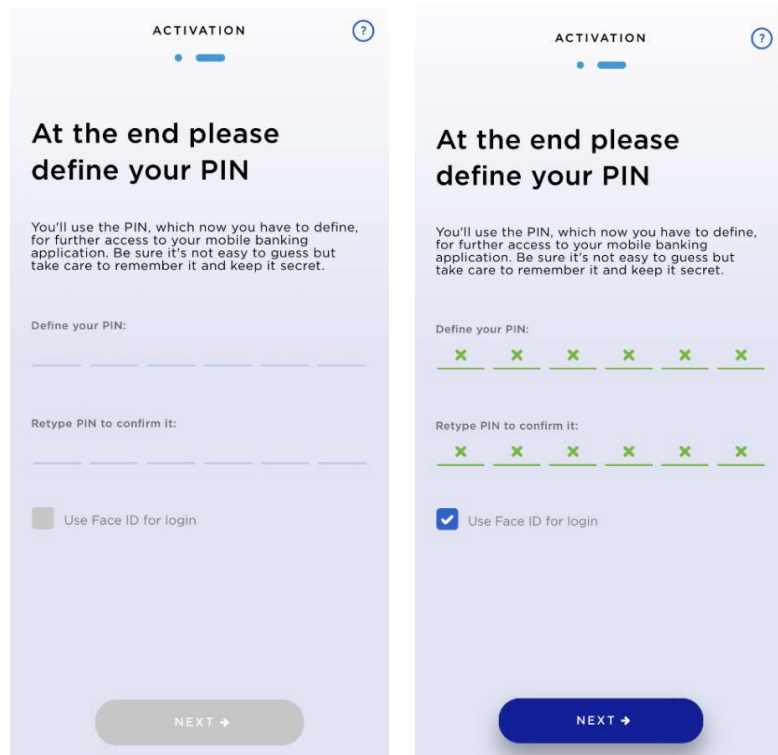 ACTIVATION
?
At the end please
define your PIN
You'll use the PIN, which now you have to define,
for further access to your mobile banking
application. Be sure it's not easy to guess but
take care to remember it and keep it secret.
Define your PIN:
Retype PIN to confirm it:
Use Face ID for login
NEXT →
ACTIVATION
?
At the end please
define your PIN
You'll use the PIN, which now you have to define,
for further access to your mobile banking
application. Be sure it's not easy to guess but
take care to remember it and keep it secret.
Define your PIN:
× × × × × ×
Retype PIN to confirm it:
× × × × × ×
Use Face ID for login
NEXT →